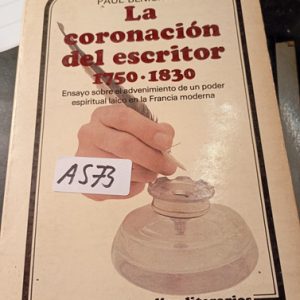 PAUL
La
coronación
del escritor
1750·1830
Ensayo sobre el advenimiento de un poder
espiritual laico en la Francia moderna
AS73